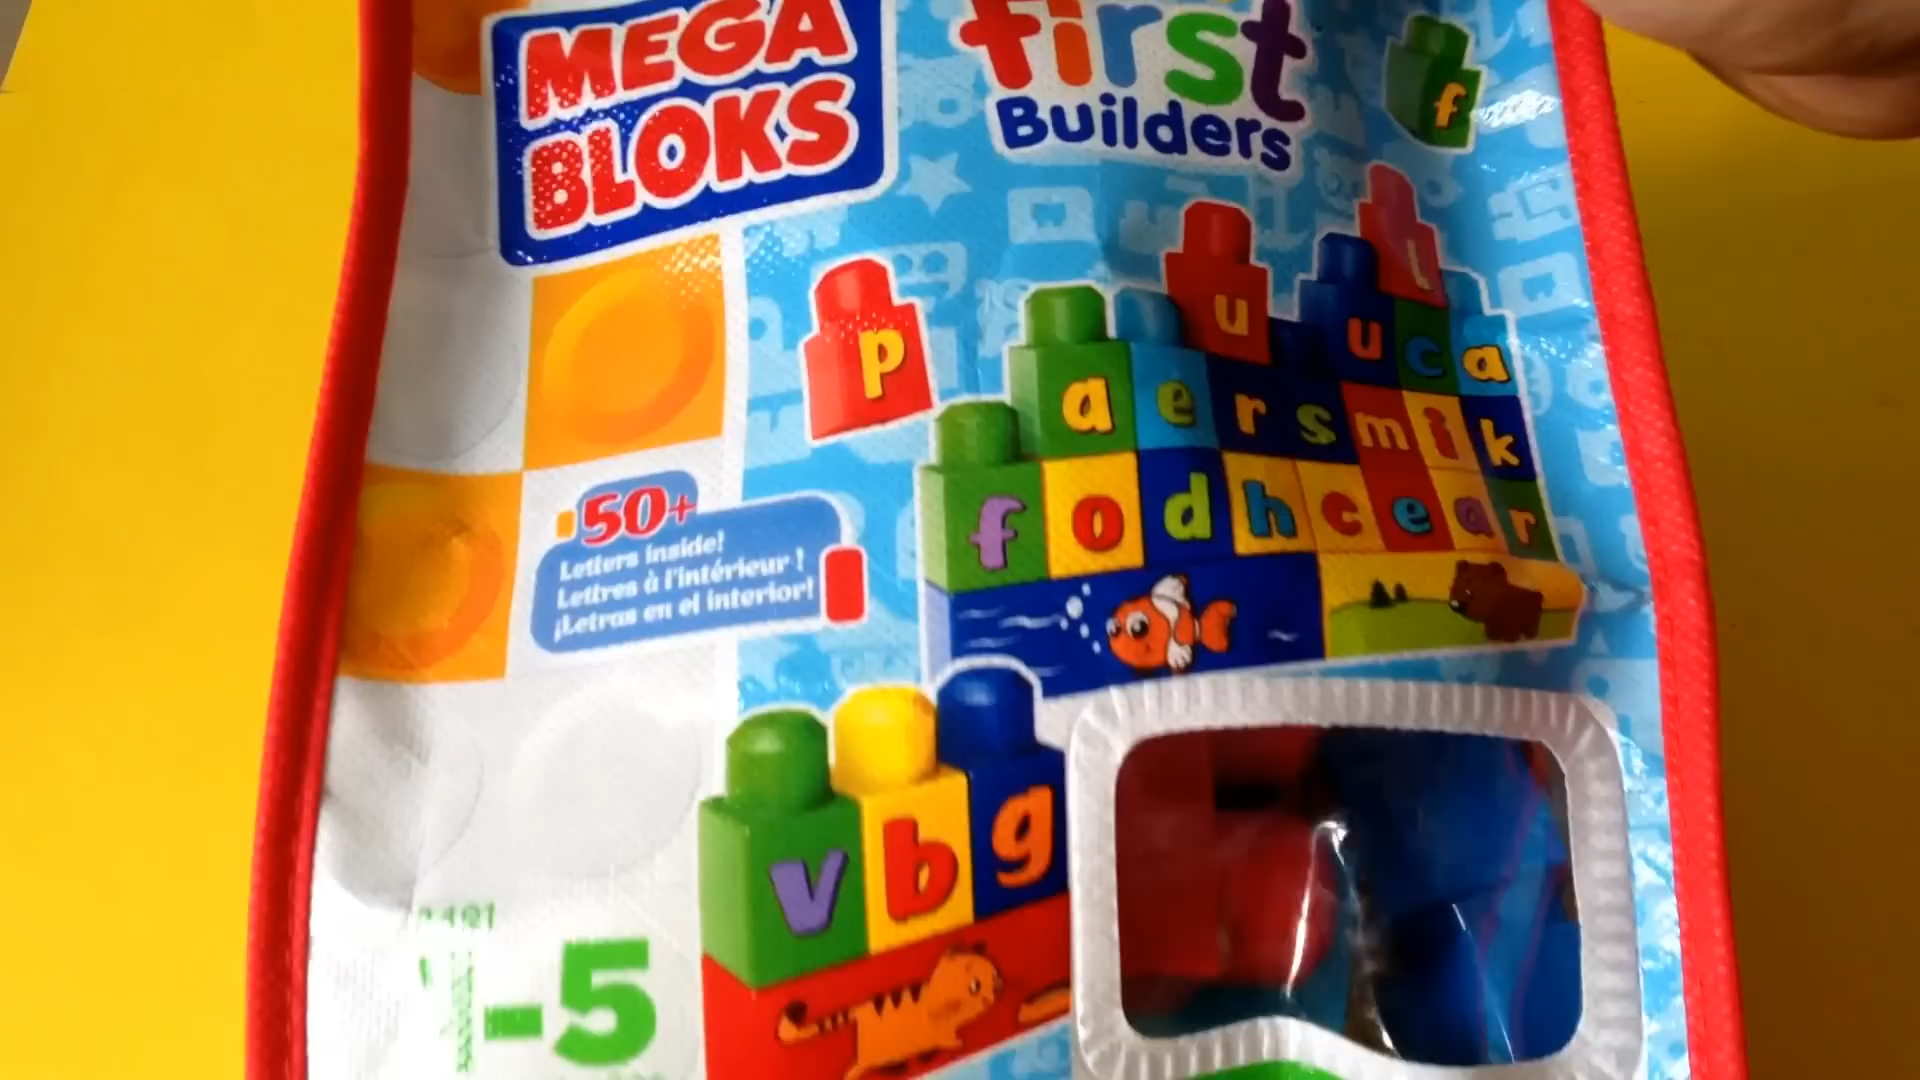 MEGA
BLOKS
first
Builders
f
p
u
l
u c a
a e r s m i k
f o d h c e a r
50+
Letters inside!
Lettres à l'intérieur !
¡Letras en el interior!
v b g
-5